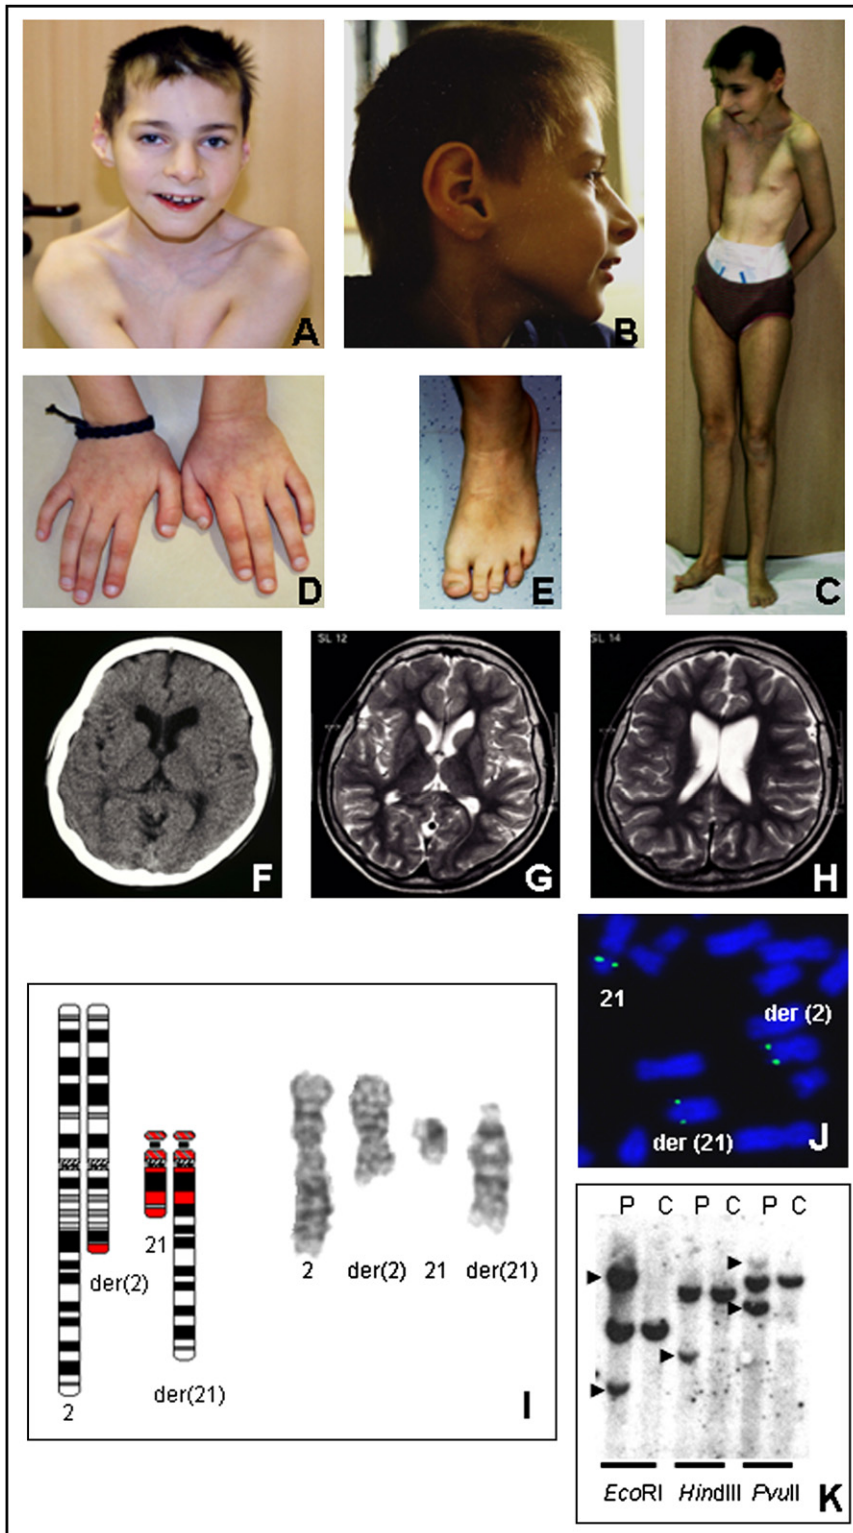 A
B
C
D
E
SL 12
SL 14
F
G
H
21
der (2)
der (21)
J
2
der(2)
21
der(21)
2
der(2)
21
der(21)
I
P C P C P C
EcoRI HindIII PvuII
K